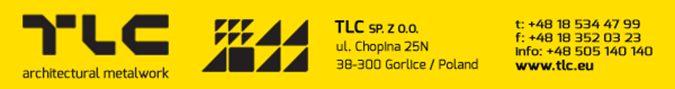 TLC
architectural metalwork
TLC SP. Z O.O.
ul. Chopina 25N
38-300 Gorlice / Poland
t: +48 18 534 47 99
f: +48 18 352 03 23
info: +48 505 140 140
www.tlc.eu